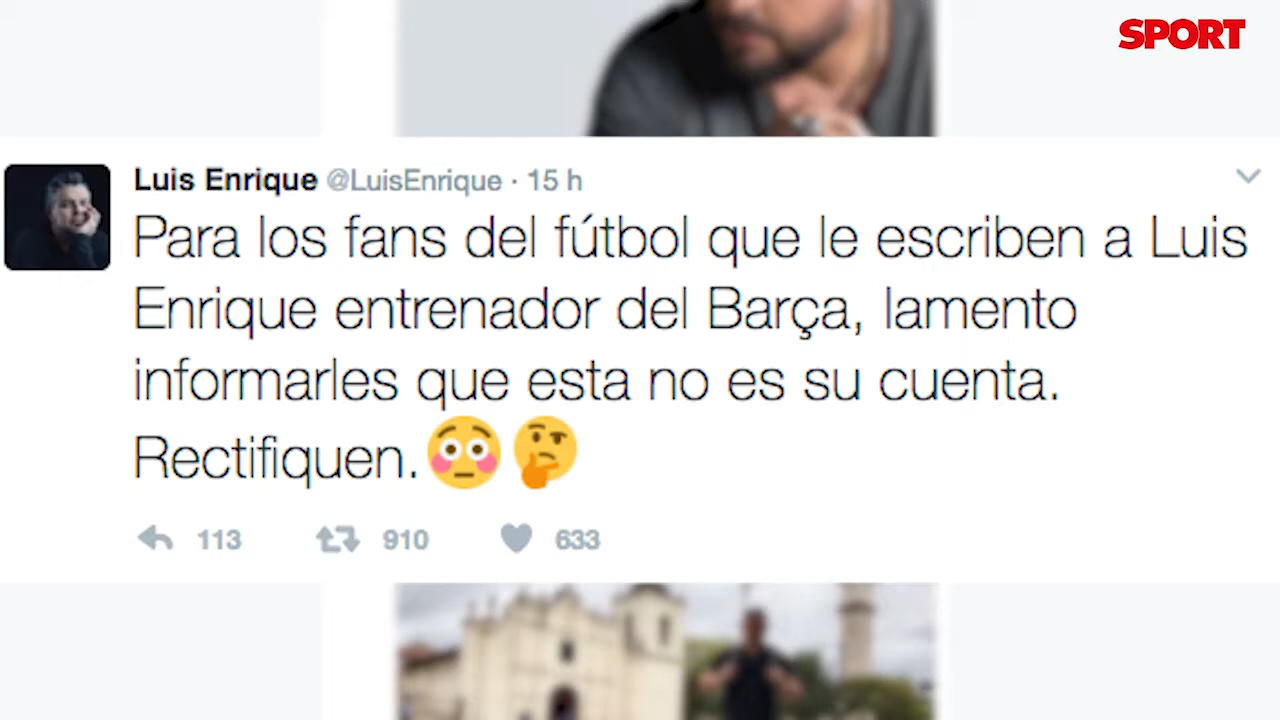 SPORT
Luis Enrique @LuisEnrique · 15 h
Para los fans del fútbol que le escriben a Luis
Enrique entrenador del Barça, lamento
informarles que esta no es su cuenta.
Rectifiquen.😳🤔
113 910 633